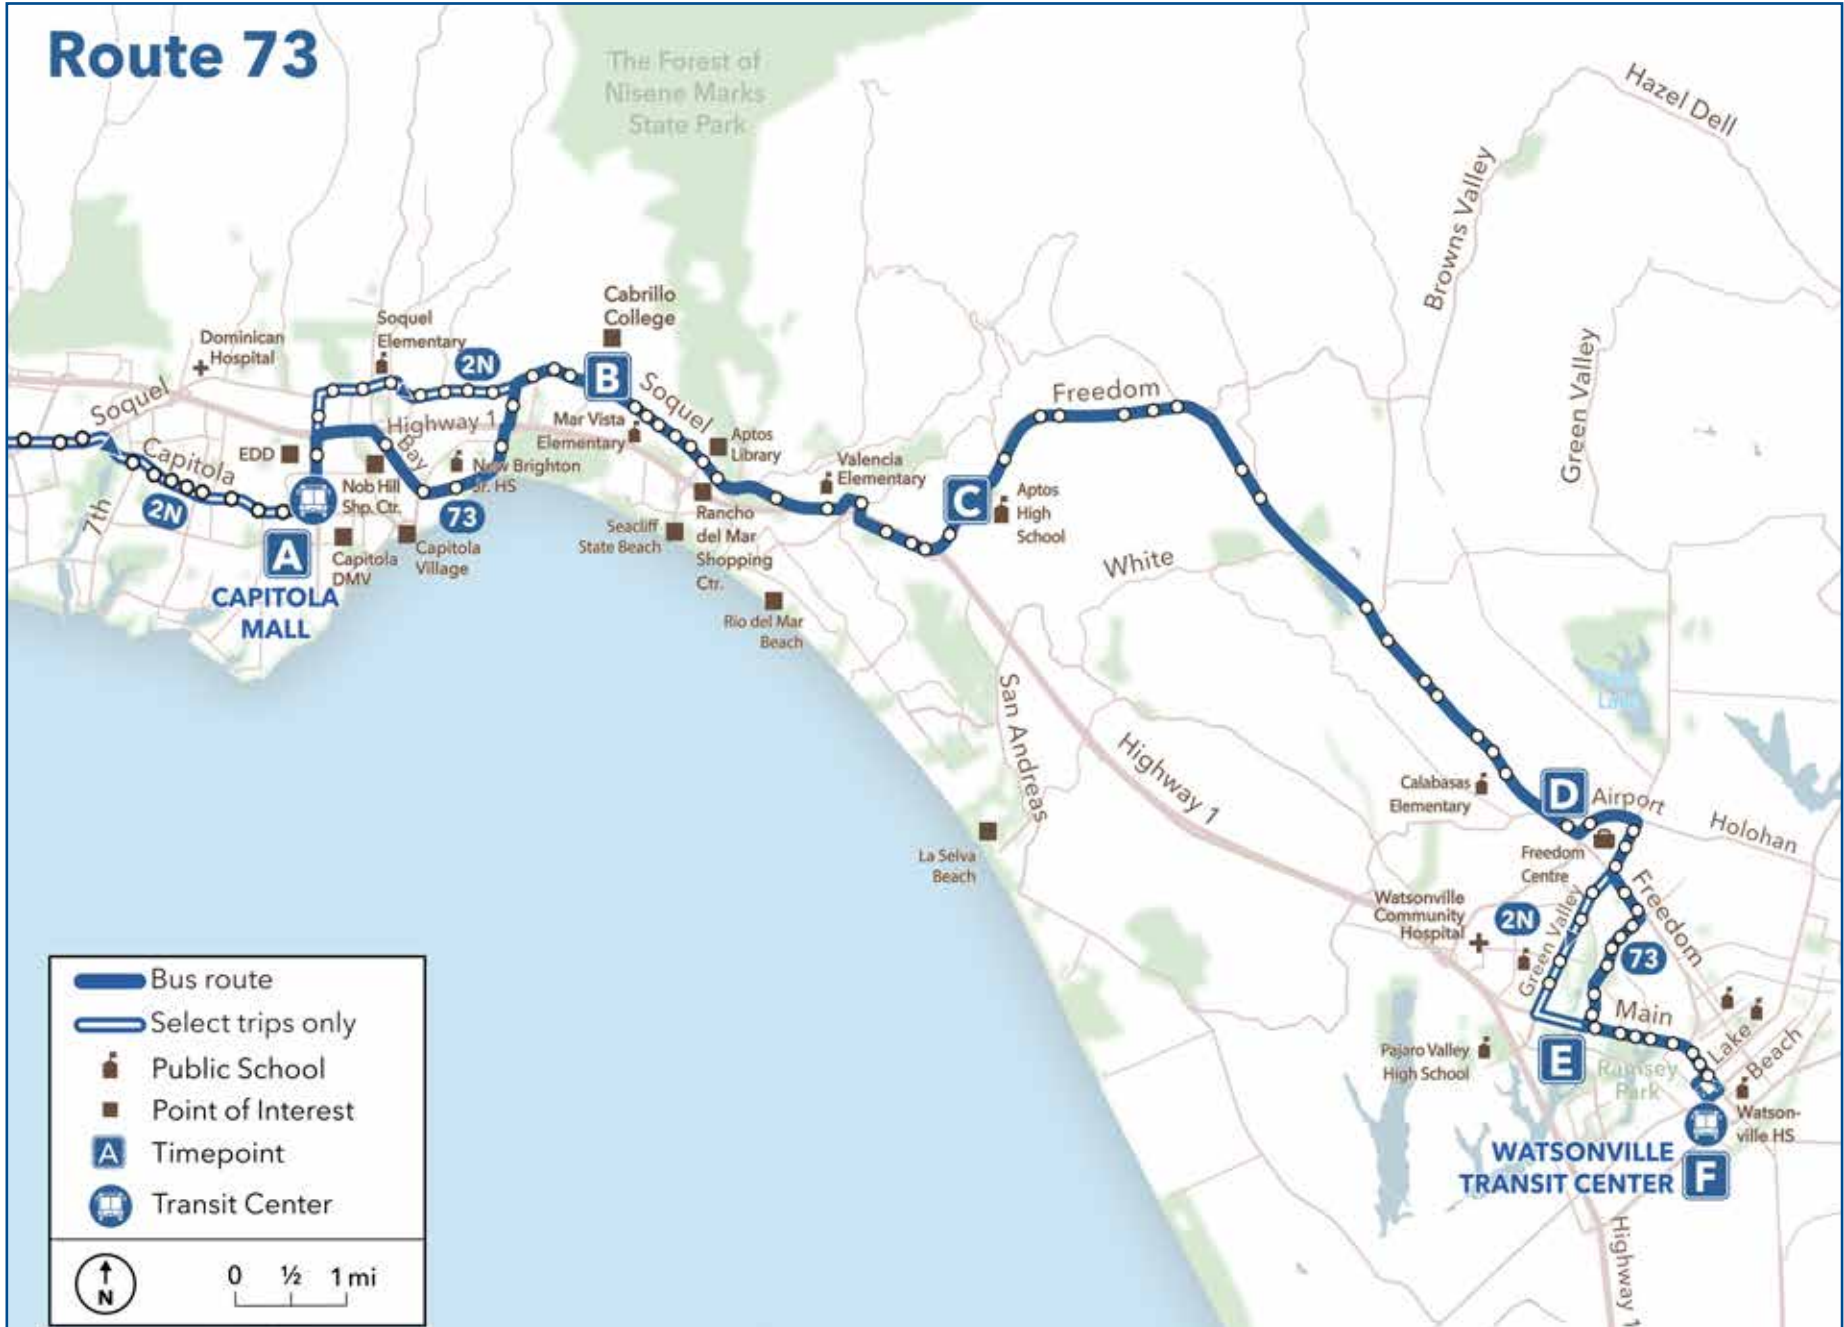 Route 73
The Forest of
Nisene Marks
State Park
Hazel Dell
Browns Valley
Green Valley
Cabrillo
College
Soquel
Elementary
Dominican
Hospital
2N
B
Soquel
Freedom
Soquel
Highway 1
Mar Vista
Elementary
Aptos
Library
Bay
Capitola
EDD
New Brighton
Jr. HS
Valencia
Elementary
C
Aptos
High
School
Nob Hill
Shp. Ctr.
7th
2N
73
Seacliff
State Beach
Rancho
del Mar
Shopping
Ctr.
A
Capitola
DMV
Capitola
Village
CAPITOLA
MALL
White
Rio del Mar
Beach
San Andreas
Highway 1
Lake
Calabasas
Elementary
D
Airport
Holohan
La Selva
Beach
Freedom
Centre
Freedom
Watsonville
Community
Hospital
2N
Green Valley
73
Main
Lake
Beach
Pajaro Valley
High School
E
Ramsey
Park
Watson-
ville HS
WATSONVILLE
TRANSIT CENTER
F
Highway 1
Bus route
Select trips only
Public School
Point of Interest
A Timepoint
Transit Center
N
0 ½ 1 mi